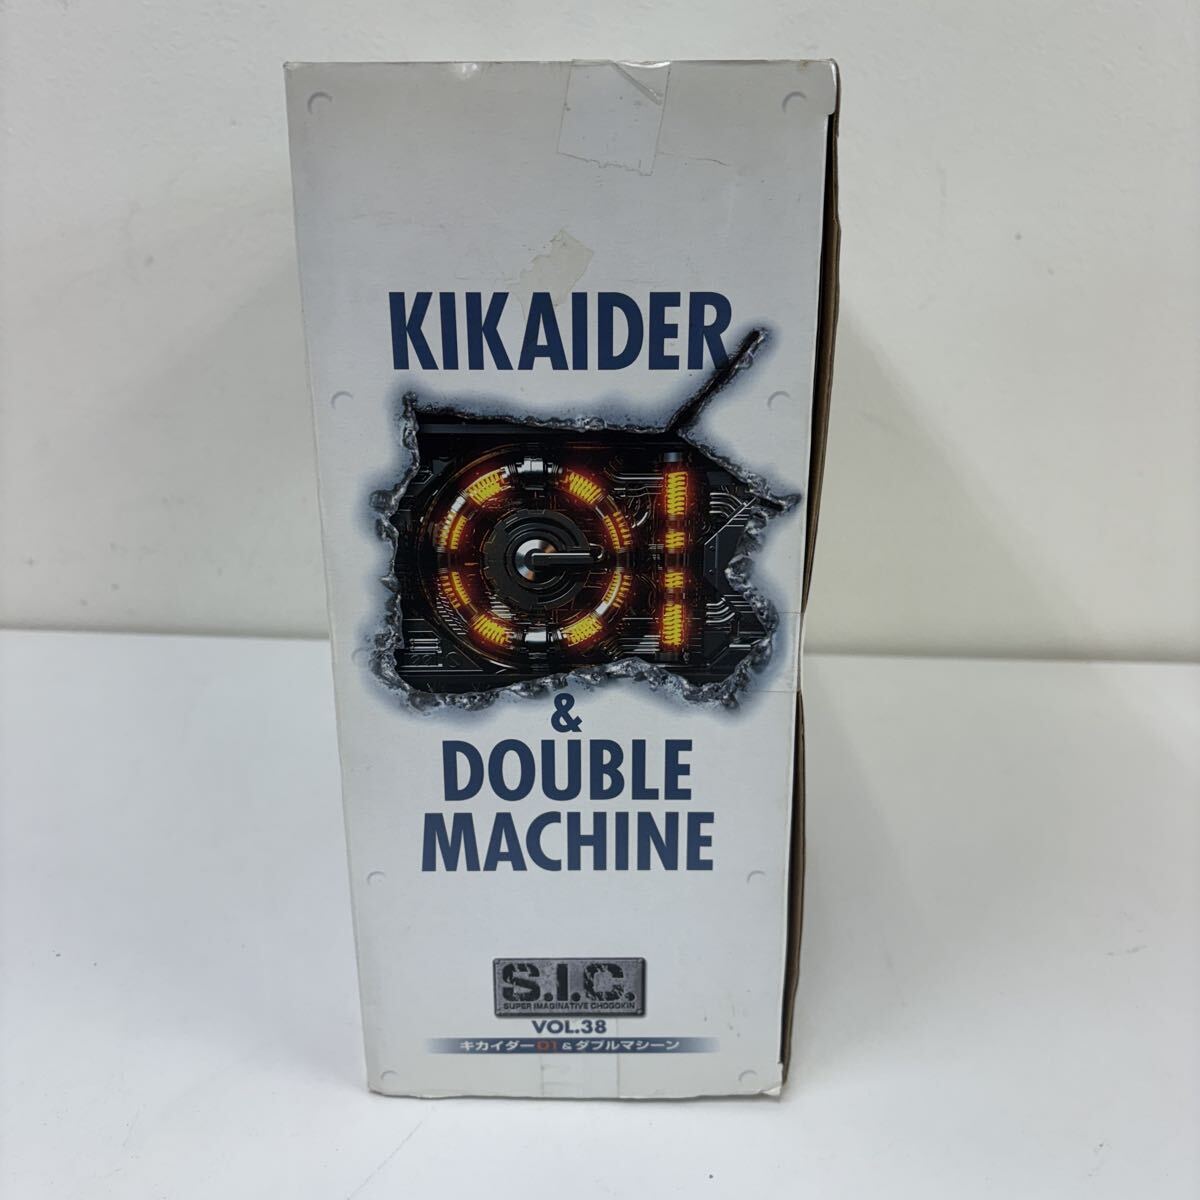 KIKAIDER
01
&
DOUBLE
MACHINE
S.I.C.
SUPER IMAGINATIVE CHOGOKIN
VOL.38
キカイダー01&ダブルマシーン